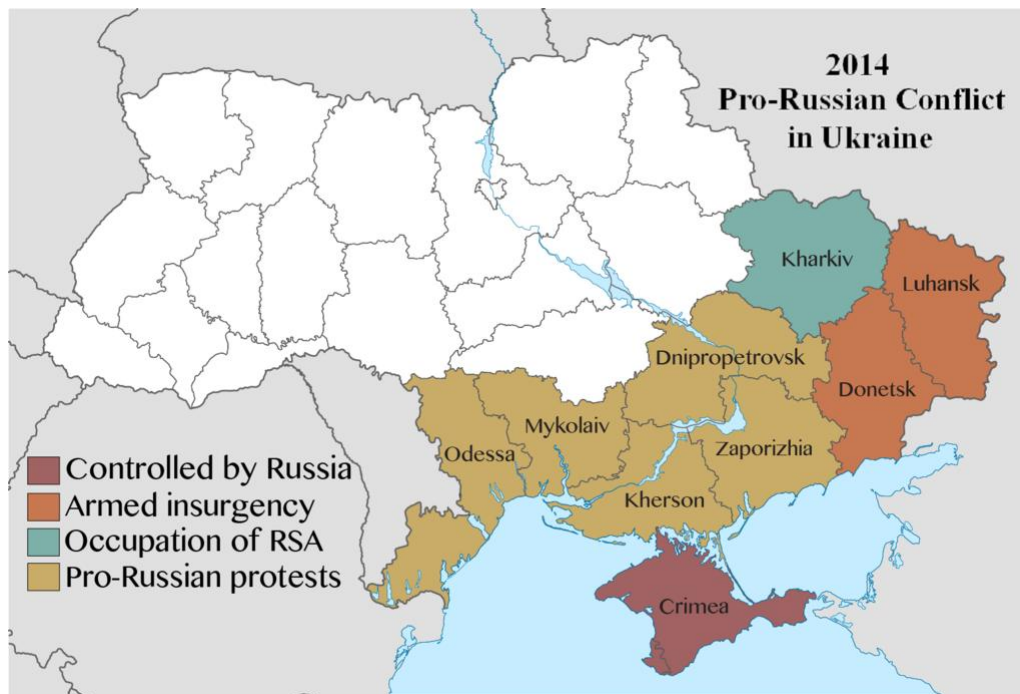 2014
Pro-Russian Conflict
in Ukraine
Kharkiv
Luhansk
Dnipropetrovsk
Donetsk
Mykolaiv
Odessa
Zaporizhia
Kherson
Crimea
Controlled by Russia
Armed insurgency
Occupation of RSA
Pro-Russian protests